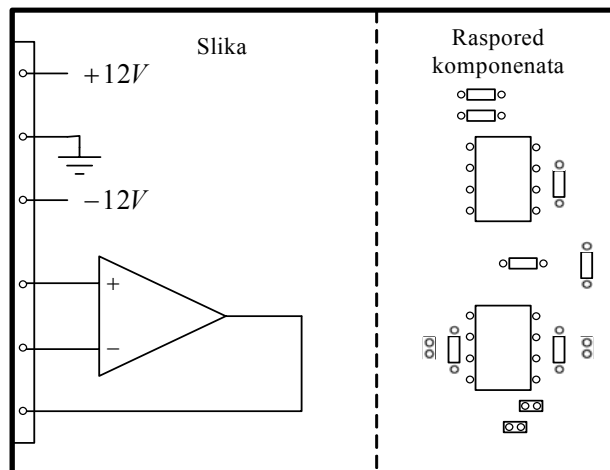 Slika
+12V
−12V
+
−
Raspored
komponenata